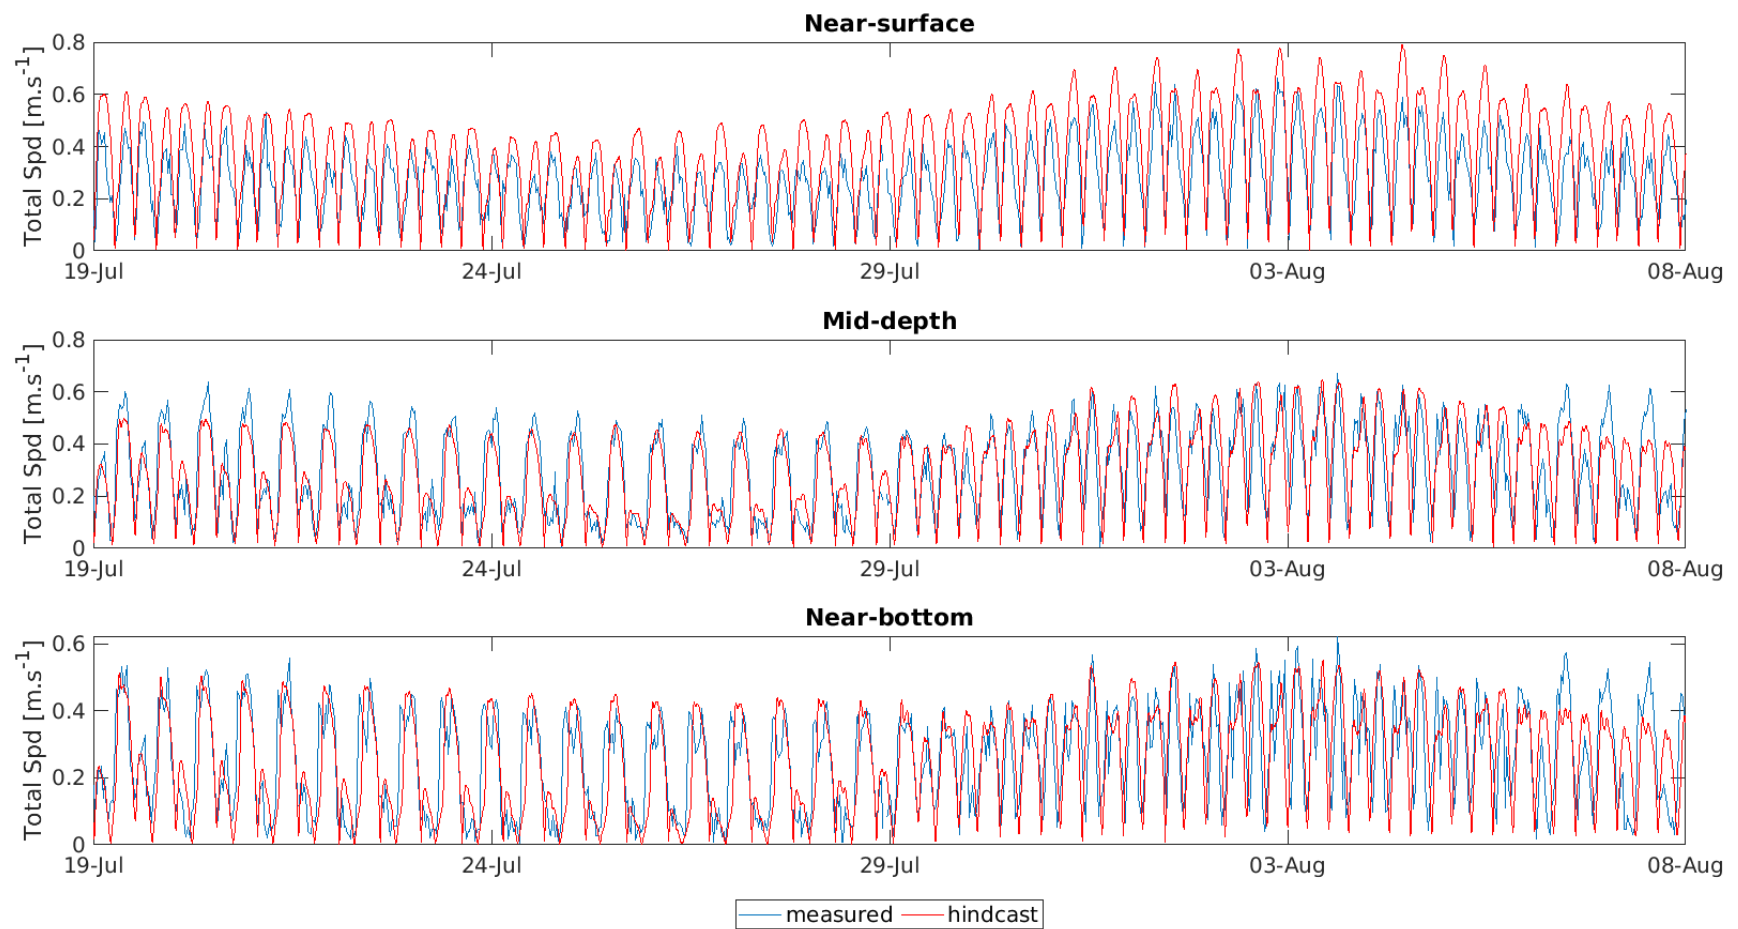 Near-surface
Total Spd [m.s⁻¹]
0.8
0.6
0.4
0.2
0
19-Jul 24-Jul 29-Jul 03-Aug 08-Aug
Mid-depth
Total Spd [m.s⁻¹]
0.8
0.6
0.4
0.2
0
19-Jul 24-Jul 29-Jul 03-Aug 08-Aug
Near-bottom
Total Spd [m.s⁻¹]
0.6
0.4
0.2
0
19-Jul 24-Jul 29-Jul 03-Aug 08-Aug
measured hindcast